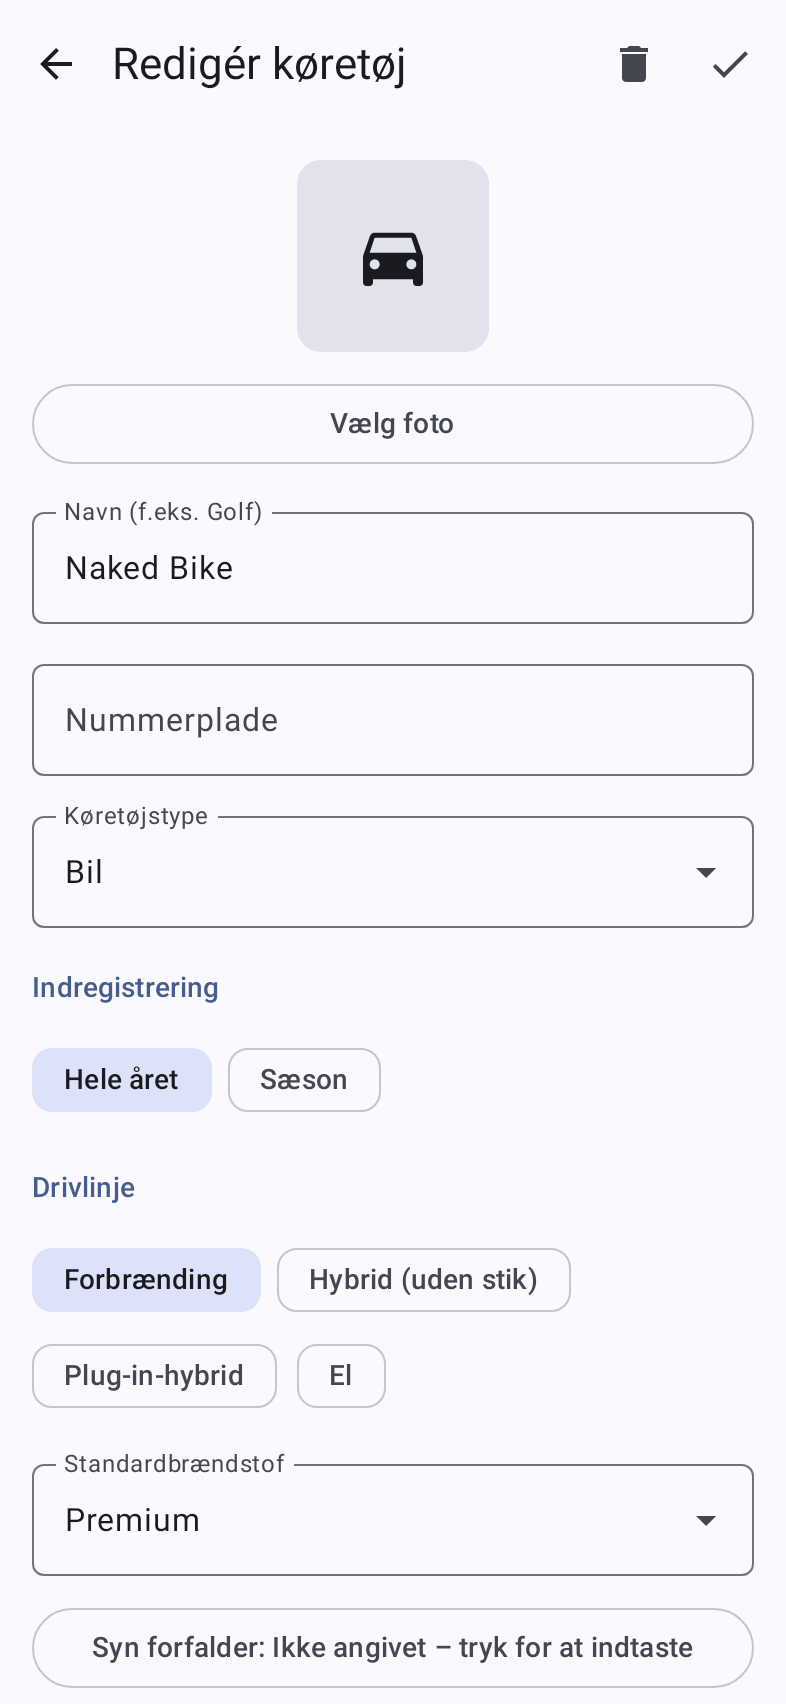 Redigér køretøj
Vælg foto
Navn (f.eks. Golf)
Naked Bike
Nummerplade
Køretøjstype
Bil
Indregistrering
Hele året
Sæson
Drivlinje
Forbrænding
Hybrid (uden stik)
Plug-in-hybrid
El
Standardbrændstof
Premium
Syn forfalder: Ikke angivet – tryk for at indtaste